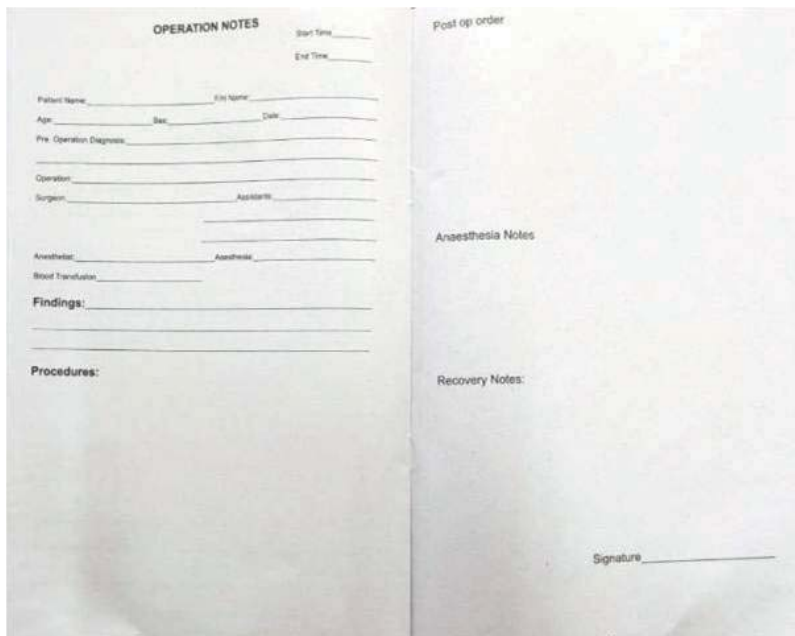 OPERATION NOTES
Start Time
End Time
Patient Name: F/H Name:
Age: Sex: Date:
Pre. Operation Diagnosis:
Operation:
Surgeon: Assistants:
Anesthetist: Anesthesia:
Blood Transfusion
Findings:
Procedures:
Post op order
Anaesthesia Notes
Recovery Notes:
Signature